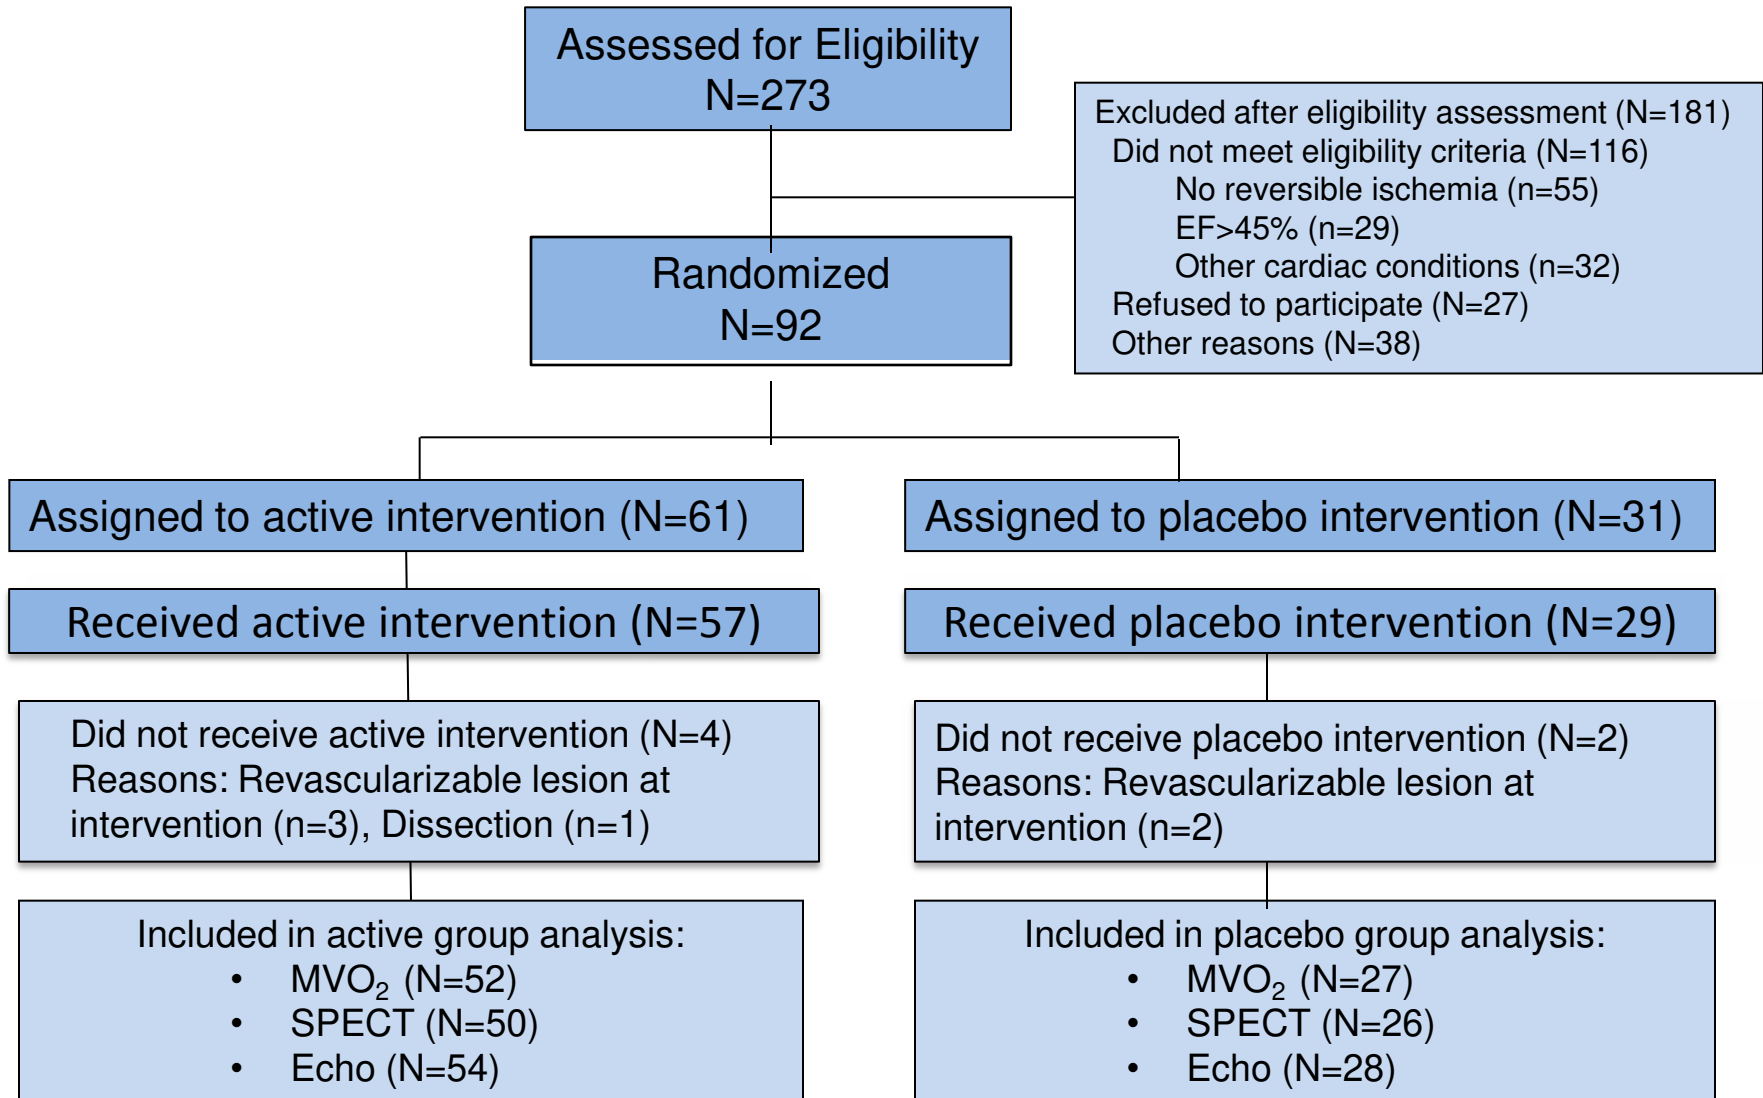 Assessed for Eligibility
N=273
Excluded after eligibility assessment (N=181)
Did not meet eligibility criteria (N=116)
No reversible ischemia (n=55)
EF>45% (n=29)
Other cardiac conditions (n=32)
Refused to participate (N=27)
Other reasons (N=38)
Randomized
N=92
Assigned to active intervention (N=61)
Received active intervention (N=57)
Did not receive active intervention (N=4)
Reasons: Revascularizable lesion at
intervention (n=3), Dissection (n=1)
Included in active group analysis:
• MVO₂ (N=52)
• SPECT (N=50)
• Echo (N=54)
Assigned to placebo intervention (N=31)
Received placebo intervention (N=29)
Did not receive placebo intervention (N=2)
Reasons: Revascularizable lesion at
intervention (n=2)
Included in placebo group analysis:
• MVO₂ (N=27)
• SPECT (N=26)
• Echo (N=28)